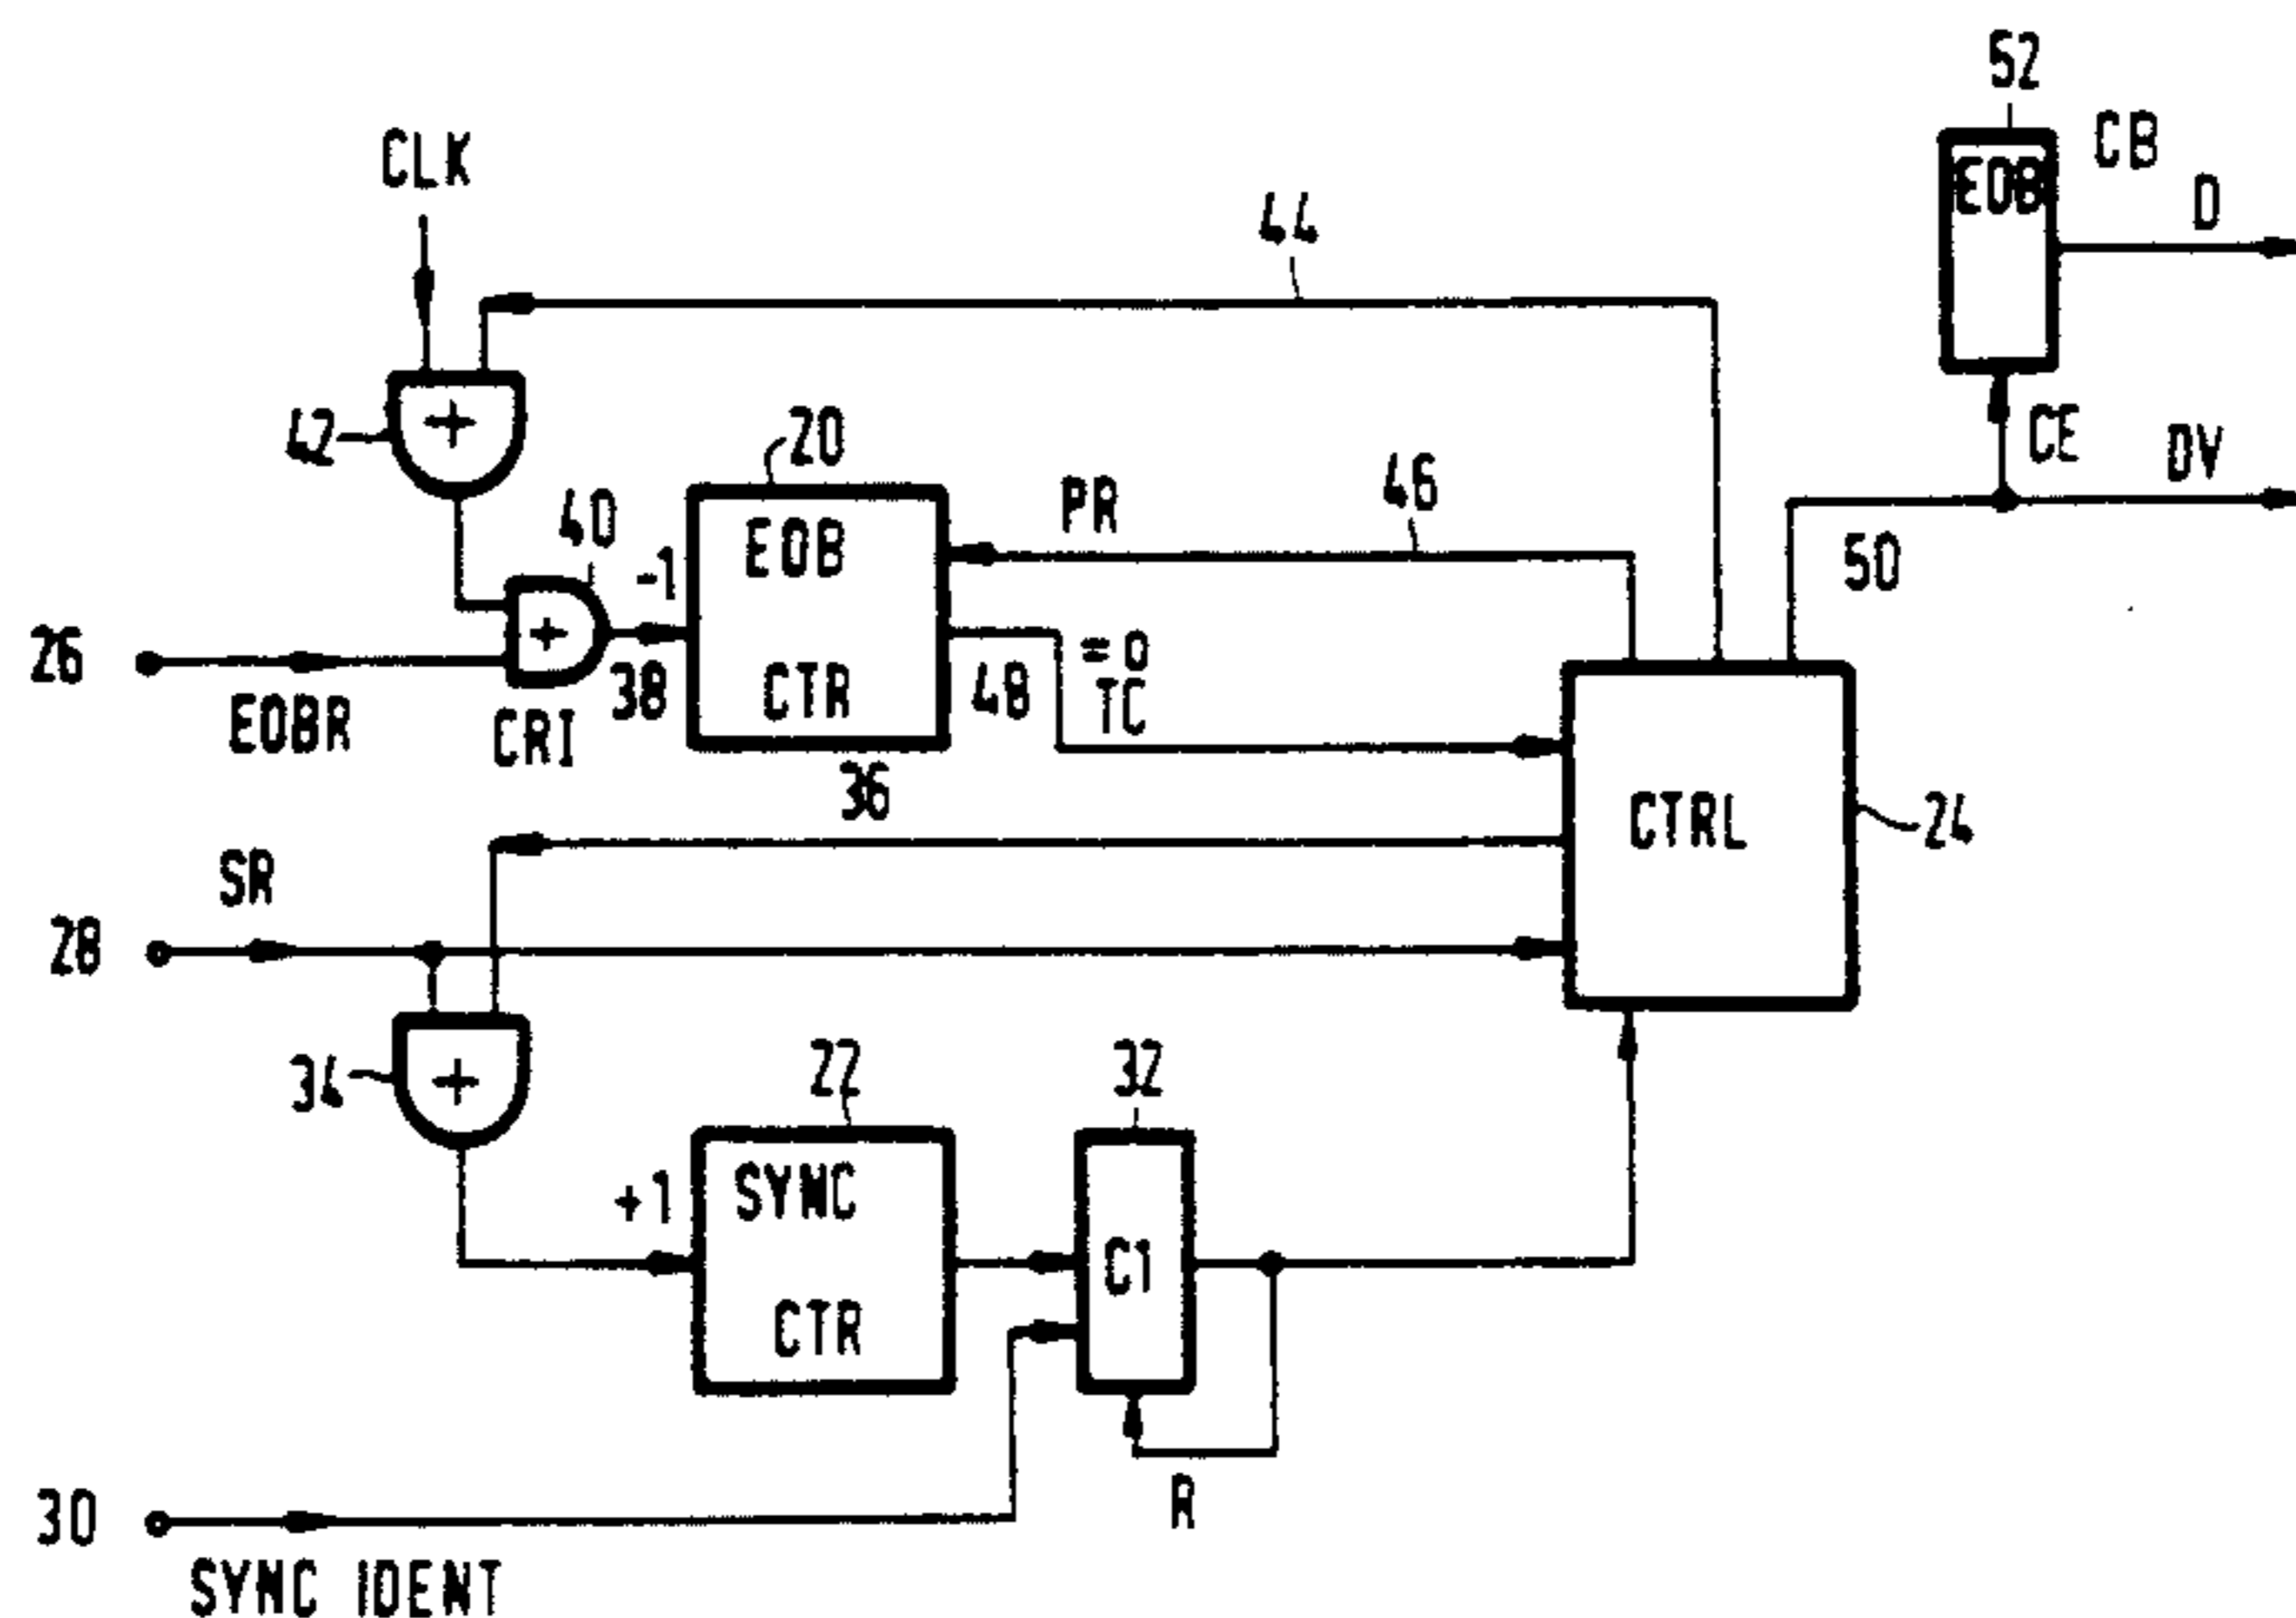 52
CB
CLK
EOB
D
44
CE
42
20
DV
PR
46
40
EOB
-1
50
26
38
CTR
48
= 0
TC
EOBR
CRI
36
CTRL
24
SR
28
34
22
32
+1
SYNC
C1
CTR
R
30
SYNC IDENT